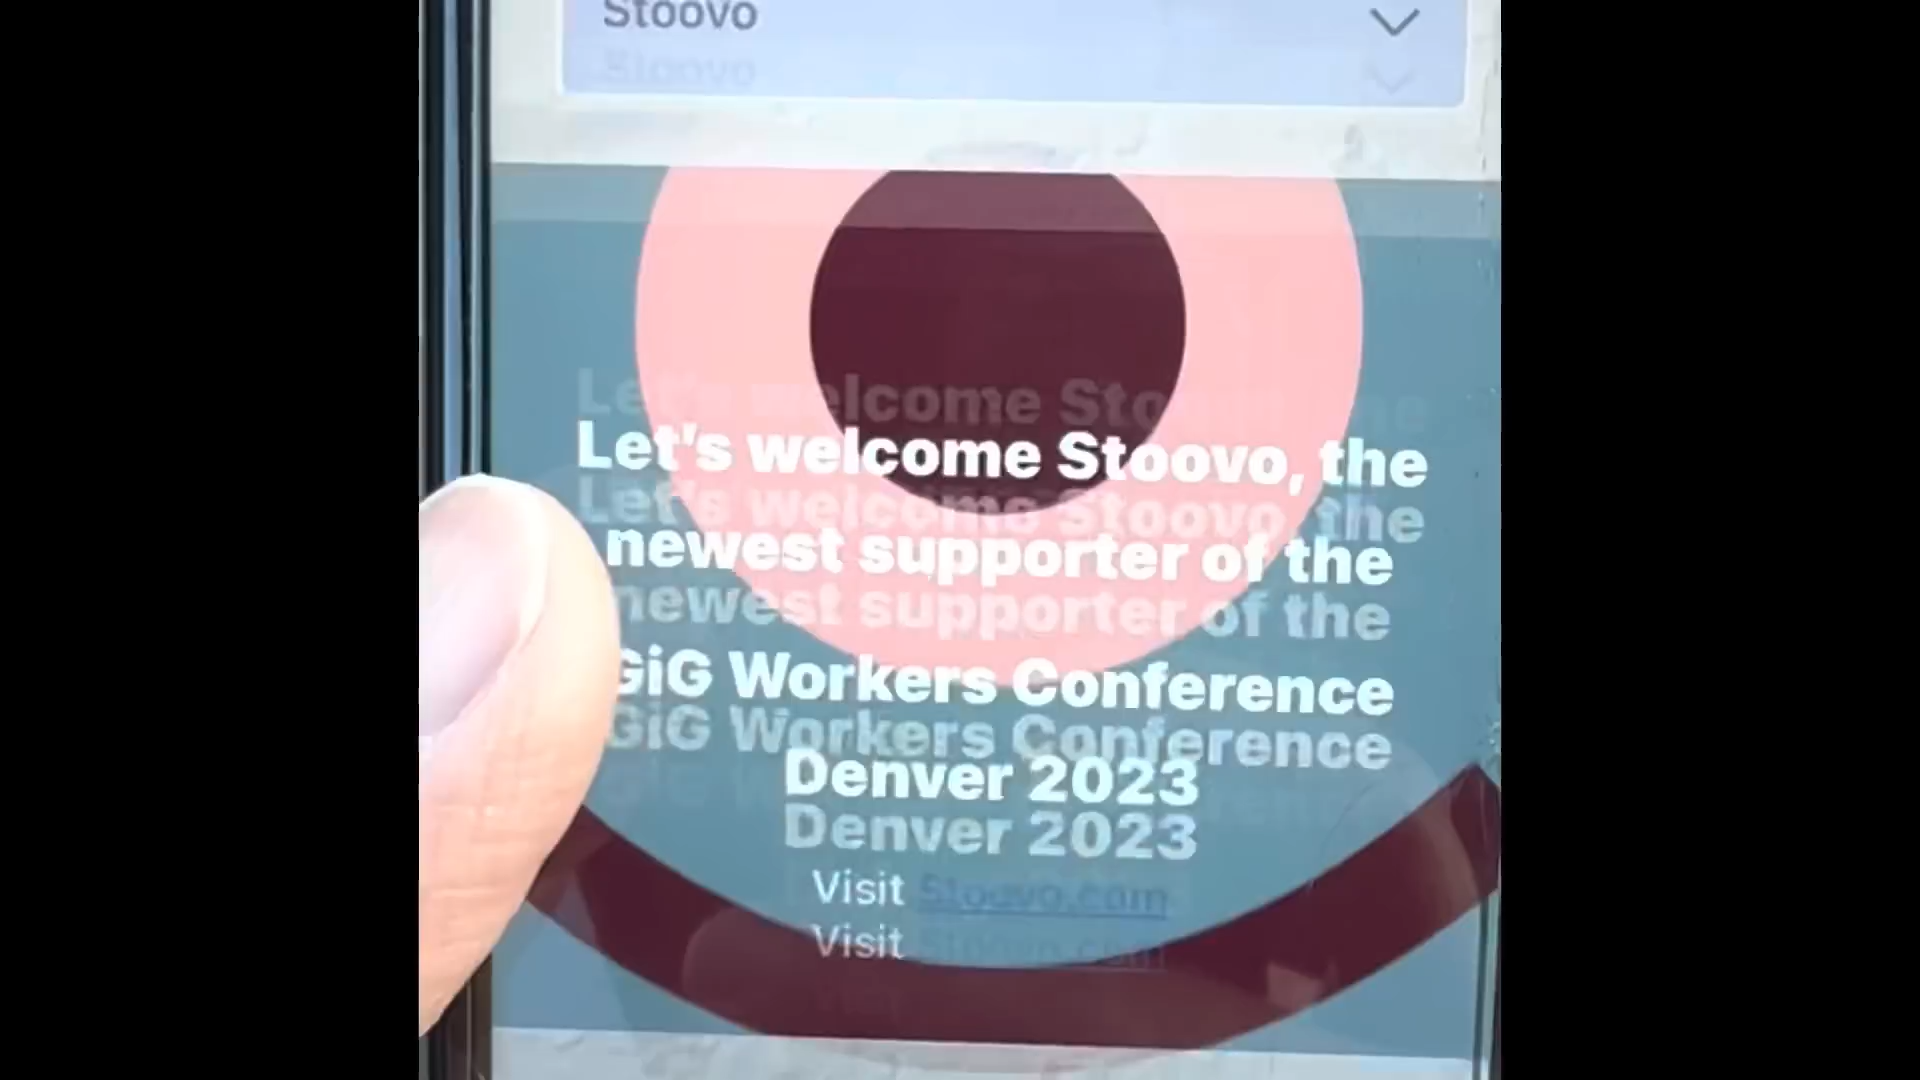 Stoovo
Let's welcome Stoovo, the
newest supporter of the
GiG Workers Conference
Denver 2023
Visit Stoovo.com